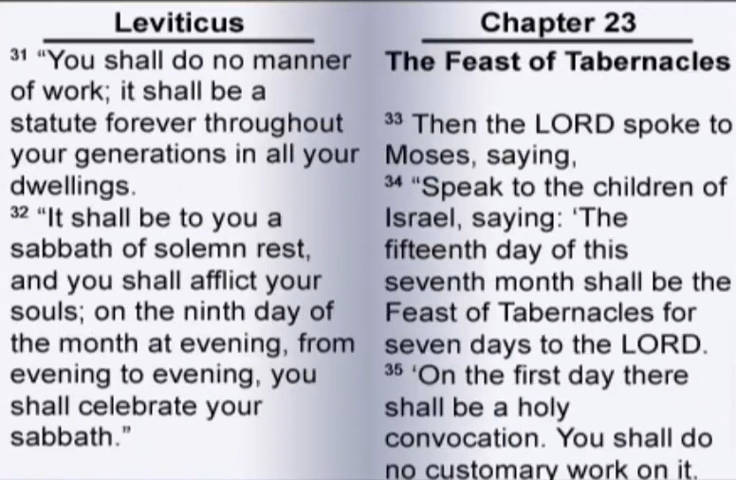 Leviticus
31 “You shall do no manner
of work; it shall be a
statute forever throughout
your generations in all your
dwellings.
32 “It shall be to you a
sabbath of solemn rest,
and you shall afflict your
souls; on the ninth day of
the month at evening, from
evening to evening, you
shall celebrate your
sabbath.”
Chapter 23
The Feast of Tabernacles
33 Then the LORD spoke to
Moses, saying,
34 “Speak to the children of
Israel, saying: ‘The
fifteenth day of this
seventh month shall be the
Feast of Tabernacles for
seven days to the LORD.
35 ‘On the first day there
shall be a holy
convocation. You shall do
no customary work on it.